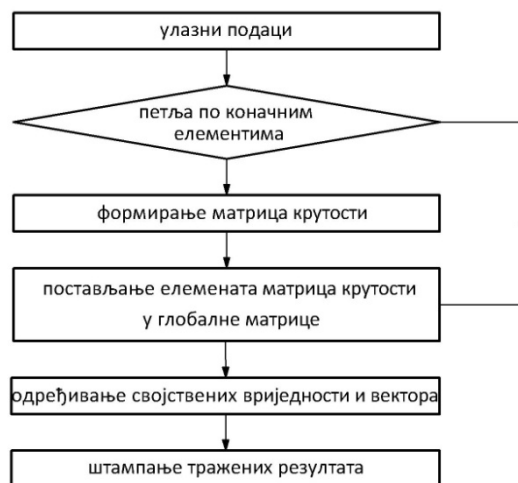 улазни подаци
петља по коначним
елементима
формирање матрица крутости
постављање елемената матрица крутости
у глобалне матрице
одређивање својствених вриједности и вектора
штампање тражених резултата